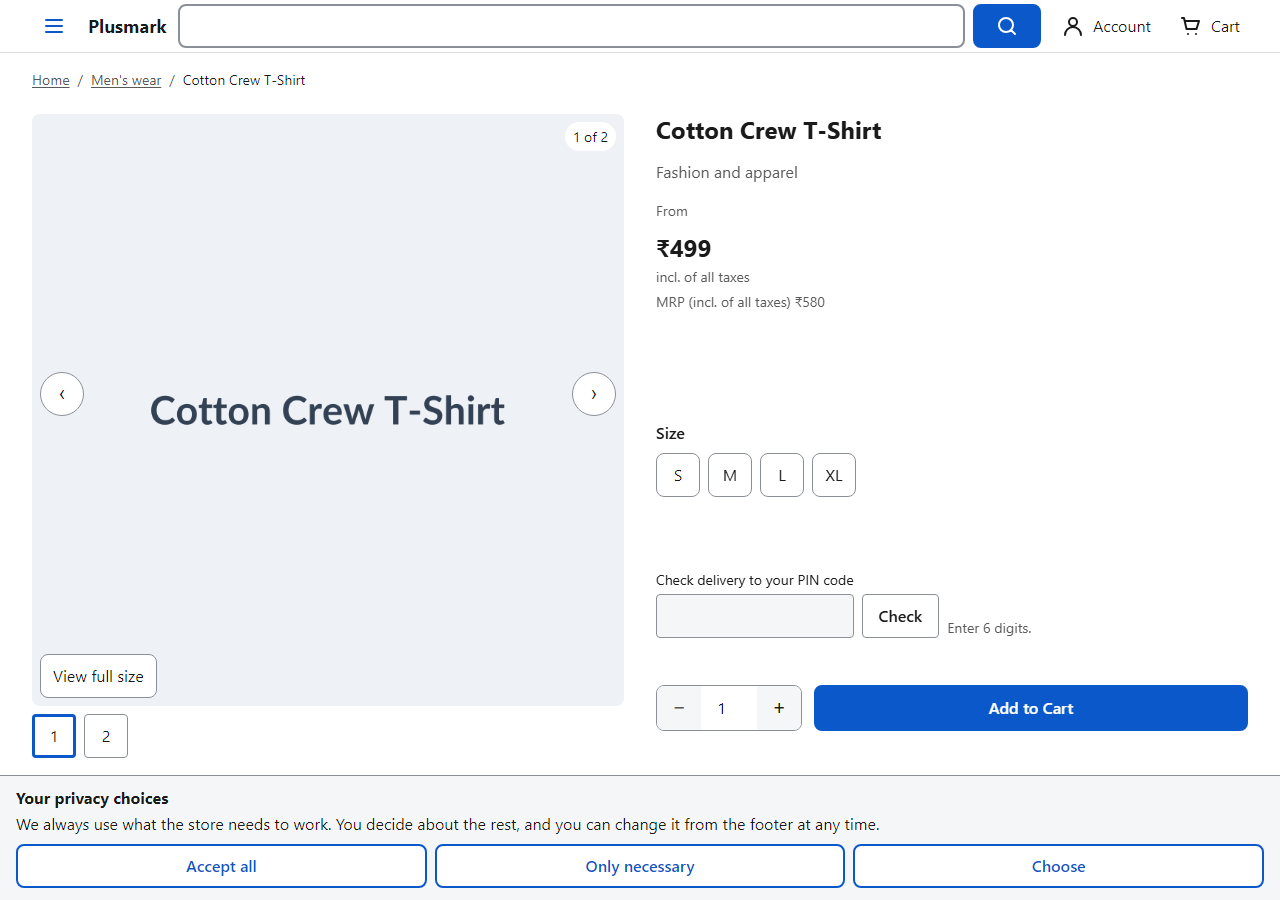 Plusmark
Account
Cart
Home / Men's wear / Cotton Crew T-Shirt
1 of 2
‹
Cotton Crew T-Shirt
›
View full size
1
2
Cotton Crew T-Shirt
Fashion and apparel
From
₹499
incl. of all taxes
MRP (incl. of all taxes) ₹580
Size
S M L XL
Check delivery to your PIN code
Check
Enter 6 digits.
− 1 +
Add to Cart
Your privacy choices
We always use what the store needs to work. You decide about the rest, and you can change it from the footer at any time.
Accept all
Only necessary
Choose